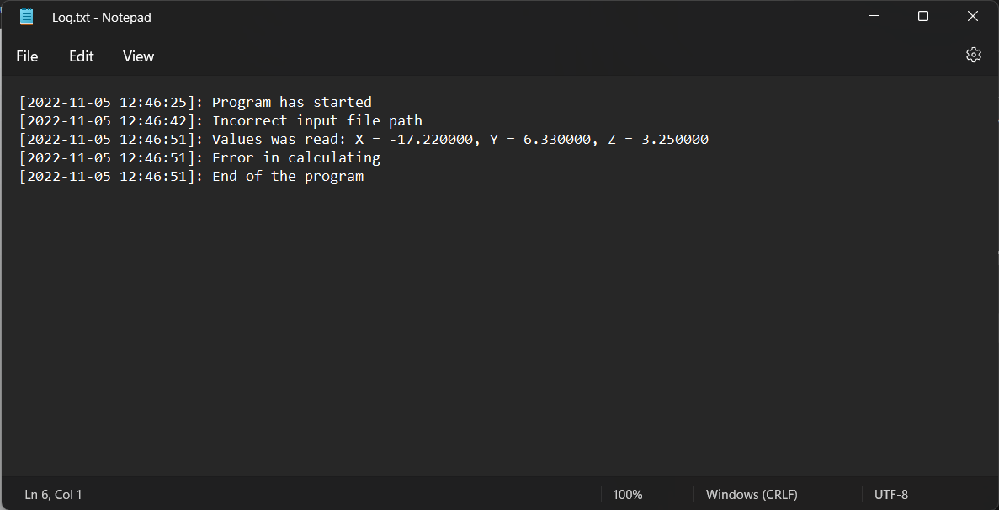 Log.txt - Notepad
File Edit View
[2022-11-05 12:46:25]: Program has started
[2022-11-05 12:46:42]: Incorrect input file path
[2022-11-05 12:46:51]: Values was read: X = -17.220000, Y = 6.330000, Z = 3.250000
[2022-11-05 12:46:51]: Error in calculating
[2022-11-05 12:46:51]: End of the program
Ln 6, Col 1 100% Windows (CRLF) UTF-8